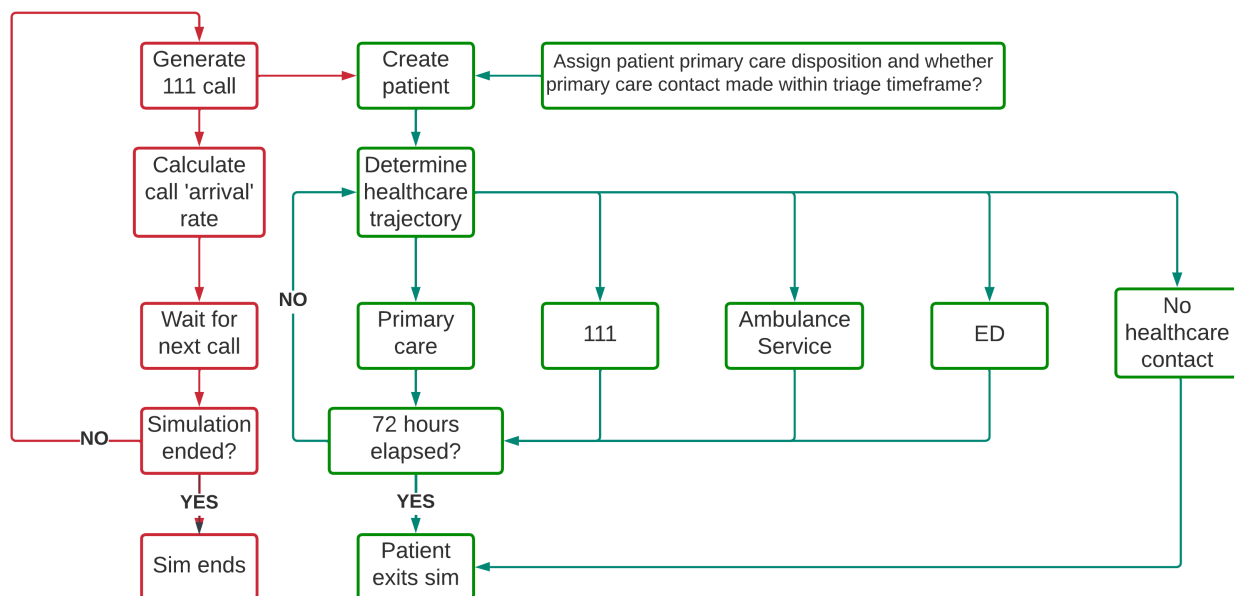 Generate
111 call
Create
patient
Assign patient primary care disposition and whether
primary care contact made within triage timeframe?
Calculate
call 'arrival'
rate
Determine
healthcare
trajectory
NO
Wait for
next call
Primary
care
111
Ambulance
Service
ED
No
healthcare
contact
Simulation
ended?
NO
72 hours
elapsed?
YES
YES
Sim ends
Patient
exits sim